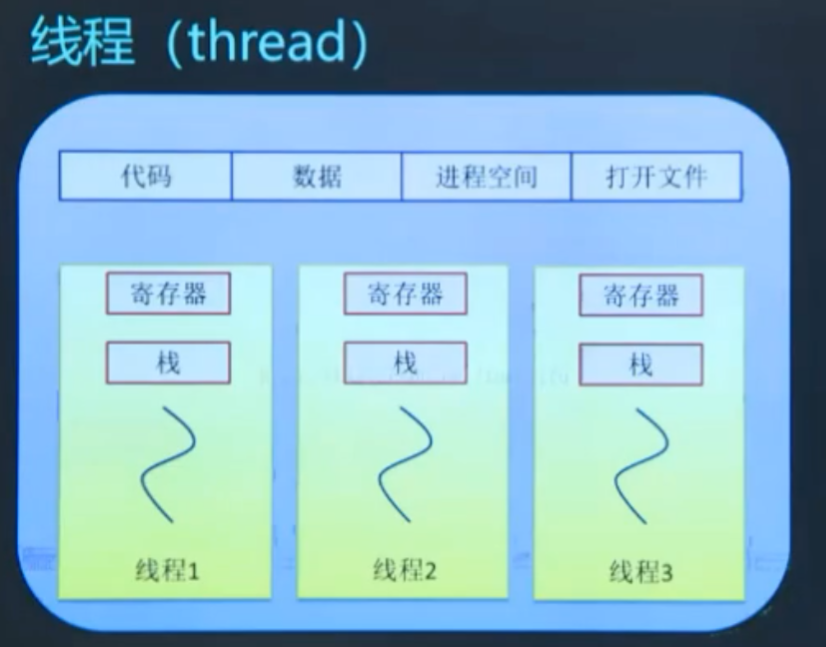 线程（thread）
代码 数据 进程空间 打开文件
寄存器 寄存器 寄存器
栈 栈 栈
线程1 线程2 线程3